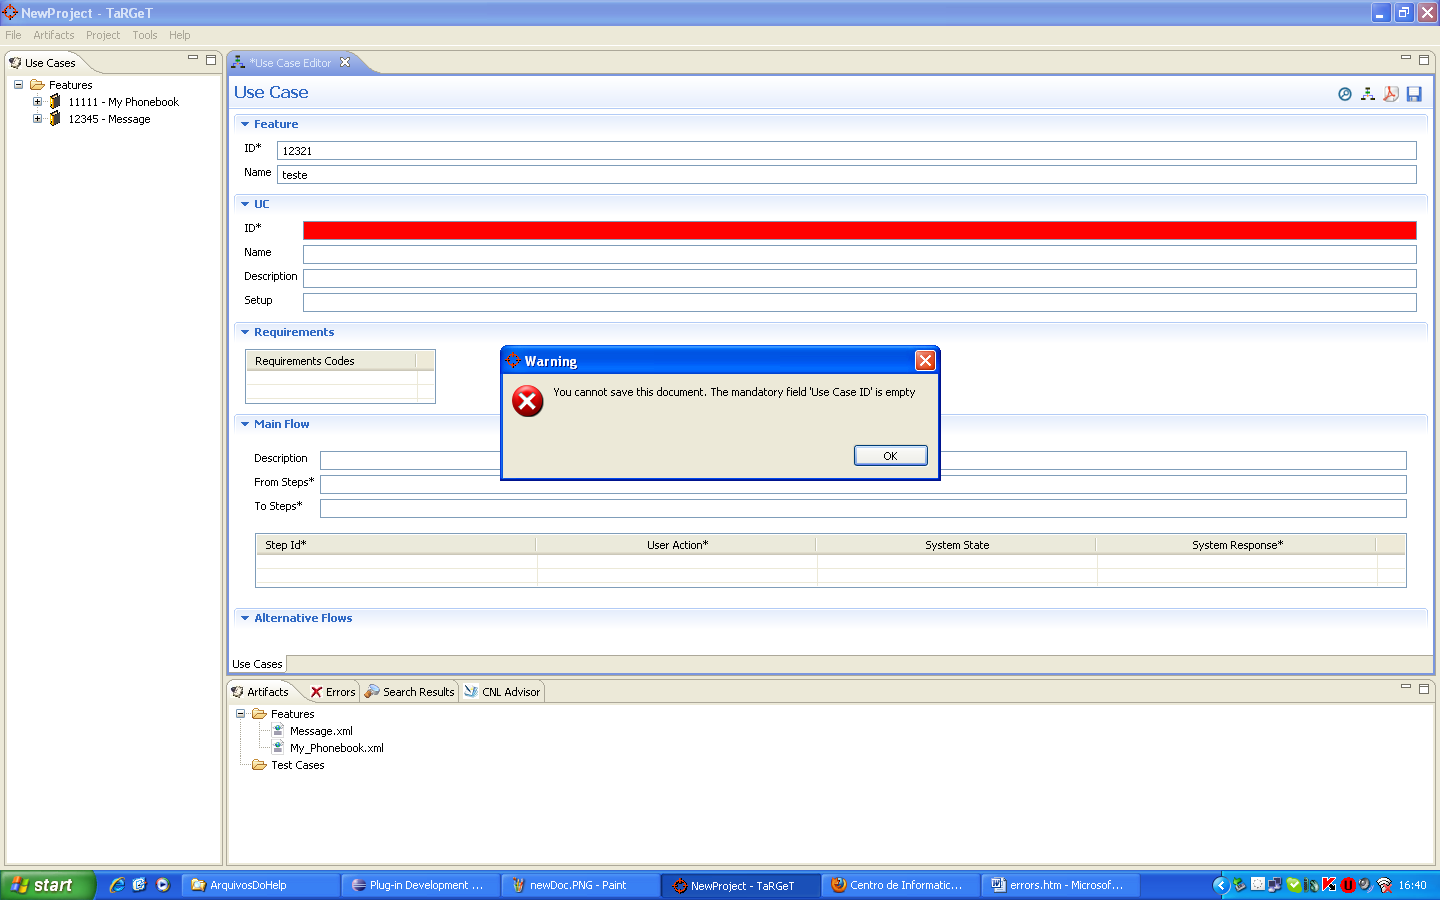 NewProject - TaRGeT
File Artifacts Project Tools Help
Use Cases
Features
11111 - My Phonebook
12345 - Message
*Use Case Editor
Use Case
Feature
ID* 12321
Name teste
UC
ID*
Name
Description
Setup
Requirements
Requirements Codes
Warning
You cannot save this document. The mandatory field 'Use Case ID' is empty
OK
Main Flow
Description
From Steps*
To Steps*
Step Id* User Action* System State System Response*
Alternative Flows
Use Cases
Artifacts Errors Search Results CNL Advisor
Features
Message.xml
My_Phonebook.xml
Test Cases
start ArquivosDoHelp Plug-in Development ... newDoc.PNG - Paint NewProject - TaRGeT Centro de Informatic... errors.htm - Microsof... 16:40